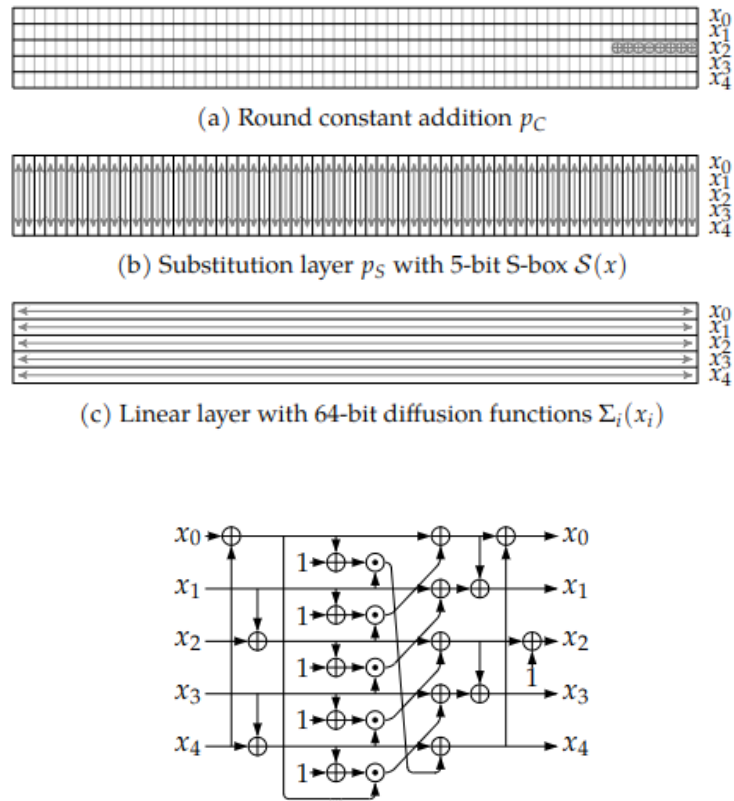 x₀
x₁
x₂
x₃
x₄
(a) Round constant addition p_C
x₀
x₁
x₂
x₃
x₄
(b) Substitution layer p_S with 5-bit S-box 𝒮(x)
x₀
x₁
x₂
x₃
x₄
(c) Linear layer with 64-bit diffusion functions Σᵢ(xᵢ)
x₀ x₀
1
x₁ x₁
1
x₂ x₂
1 1
x₃ x₃
1
x₄ x₄
1